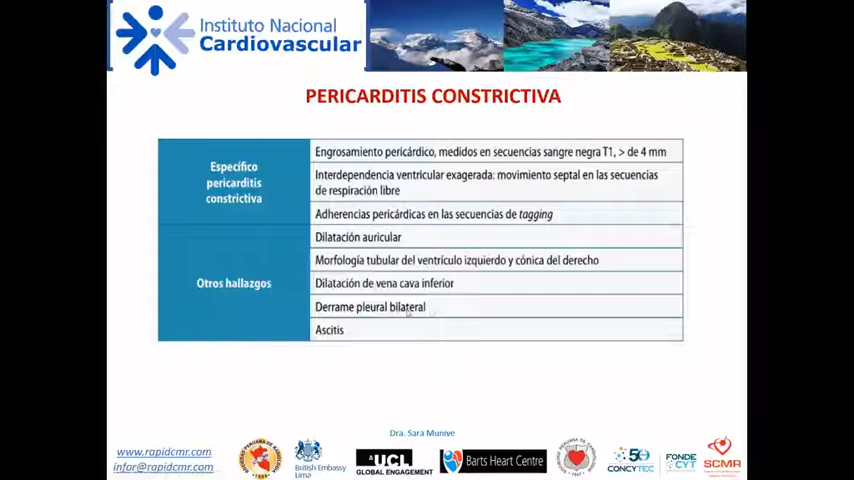 Instituto Nacional
Cardiovascular
PERICARDITIS CONSTRICTIVA
Específico
pericarditis
constrictiva
Engrosamiento pericárdico, medidos en secuencias sangre negra T1, > de 4 mm
Interdependencia ventricular exagerada: movimiento septal en las secuencias
de respiración libre
Adherencias pericárdicas en las secuencias de tagging
Otros hallazgos
Dilatación auricular
Morfología tubular del ventrículo izquierdo y cónica del derecho
Dilatación de vena cava inferior
Derrame pleural bilateral
Ascitis
Dra. Sara Munive
www.rapidcmr.com
infor@rapidcmr.com
British Embassy
Lima
UCL
GLOBAL ENGAGEMENT
Barts Heart Centre
50
CONCYTEC
FONDE
CYT
SCMR